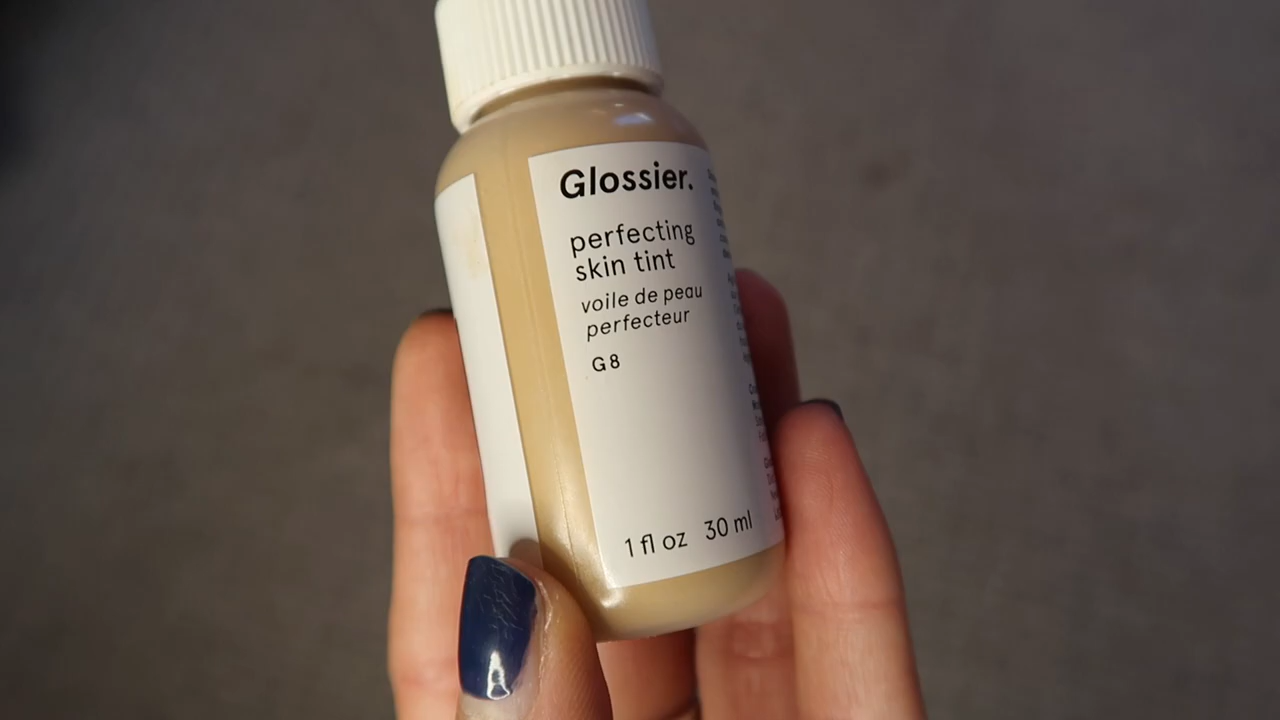 Glossier.
perfecting
skin tint
voile de peau
perfecteur
G8
1 fl oz 30 ml